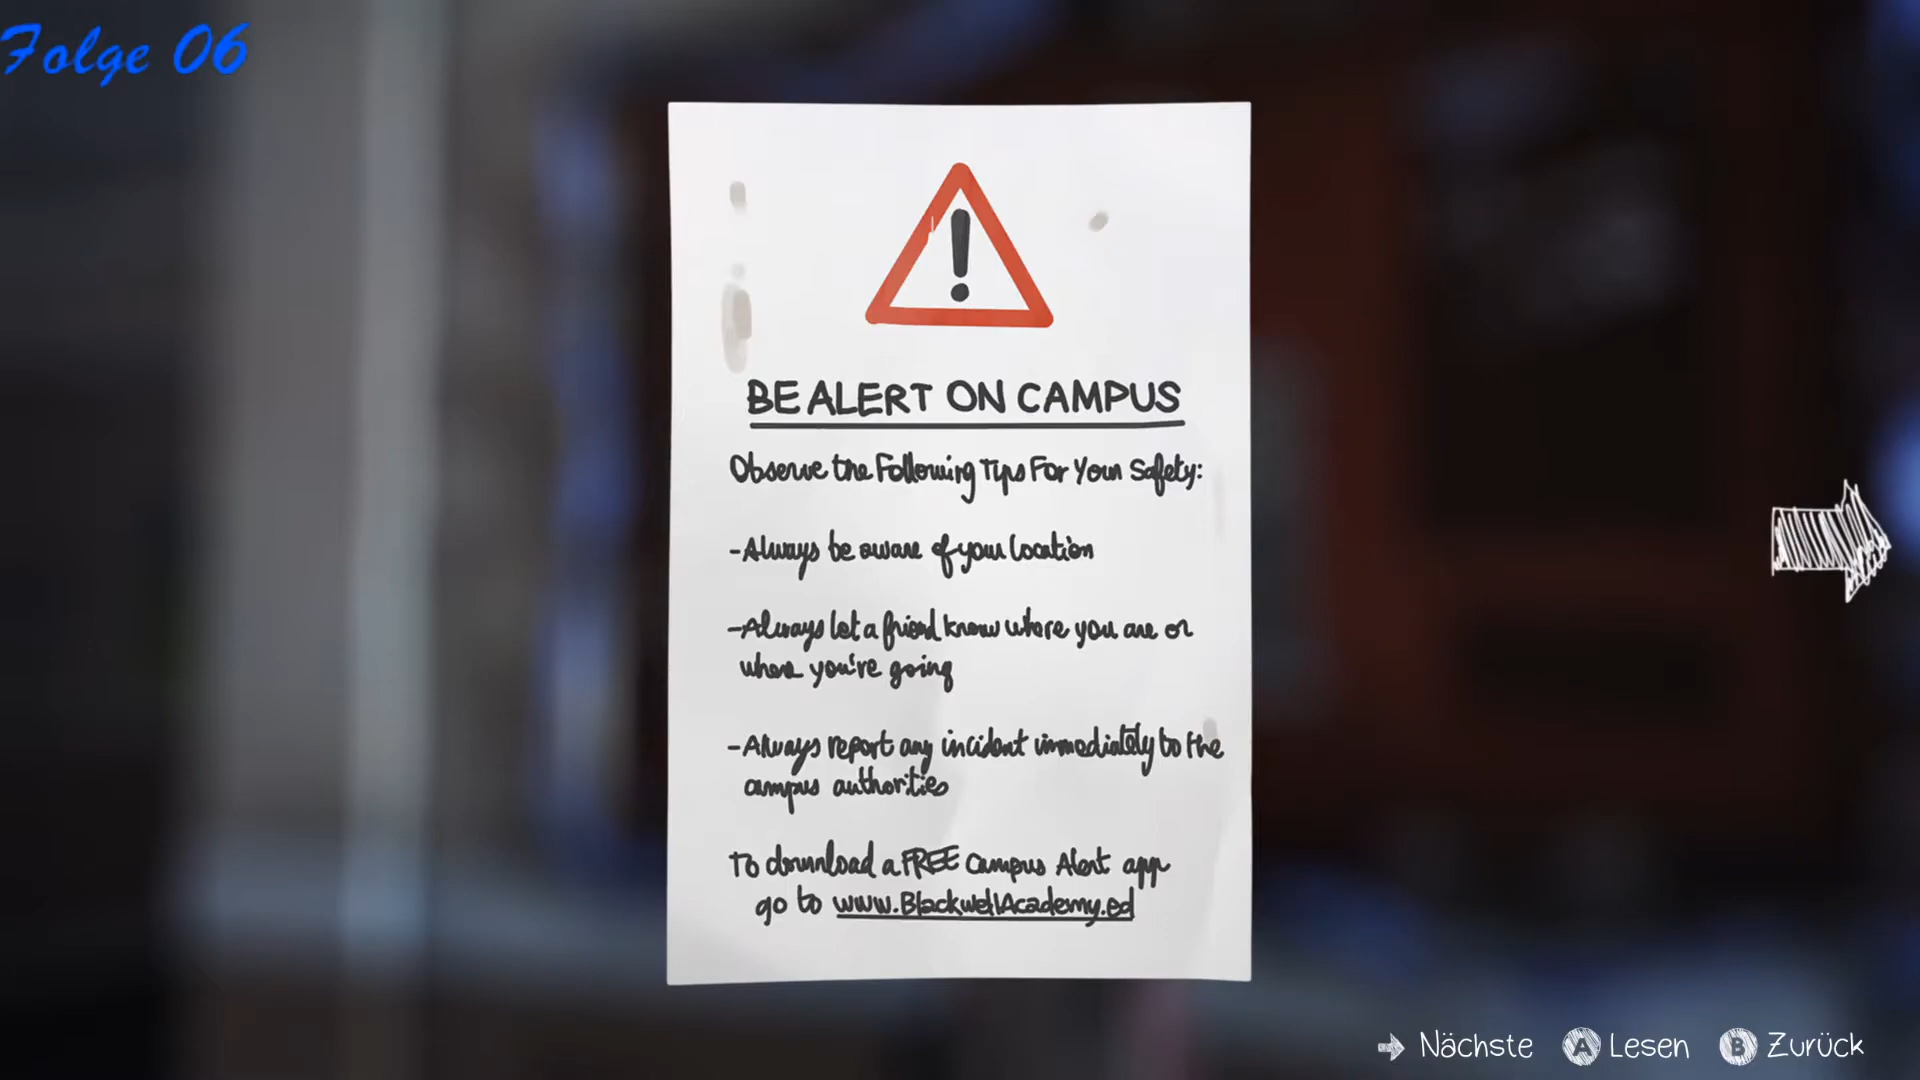 Folge 06
BE ALERT ON CAMPUS
Observe the Following Tips For Your Safety:
-Always be aware of your location
-Always let a friend know where you are or
where you're going
-Always report any incident immediately to the
campus authorities
To download a FREE Campus Alert app
go to www.BlackwellAcademy.ed
Nächste A Lesen B Zurück